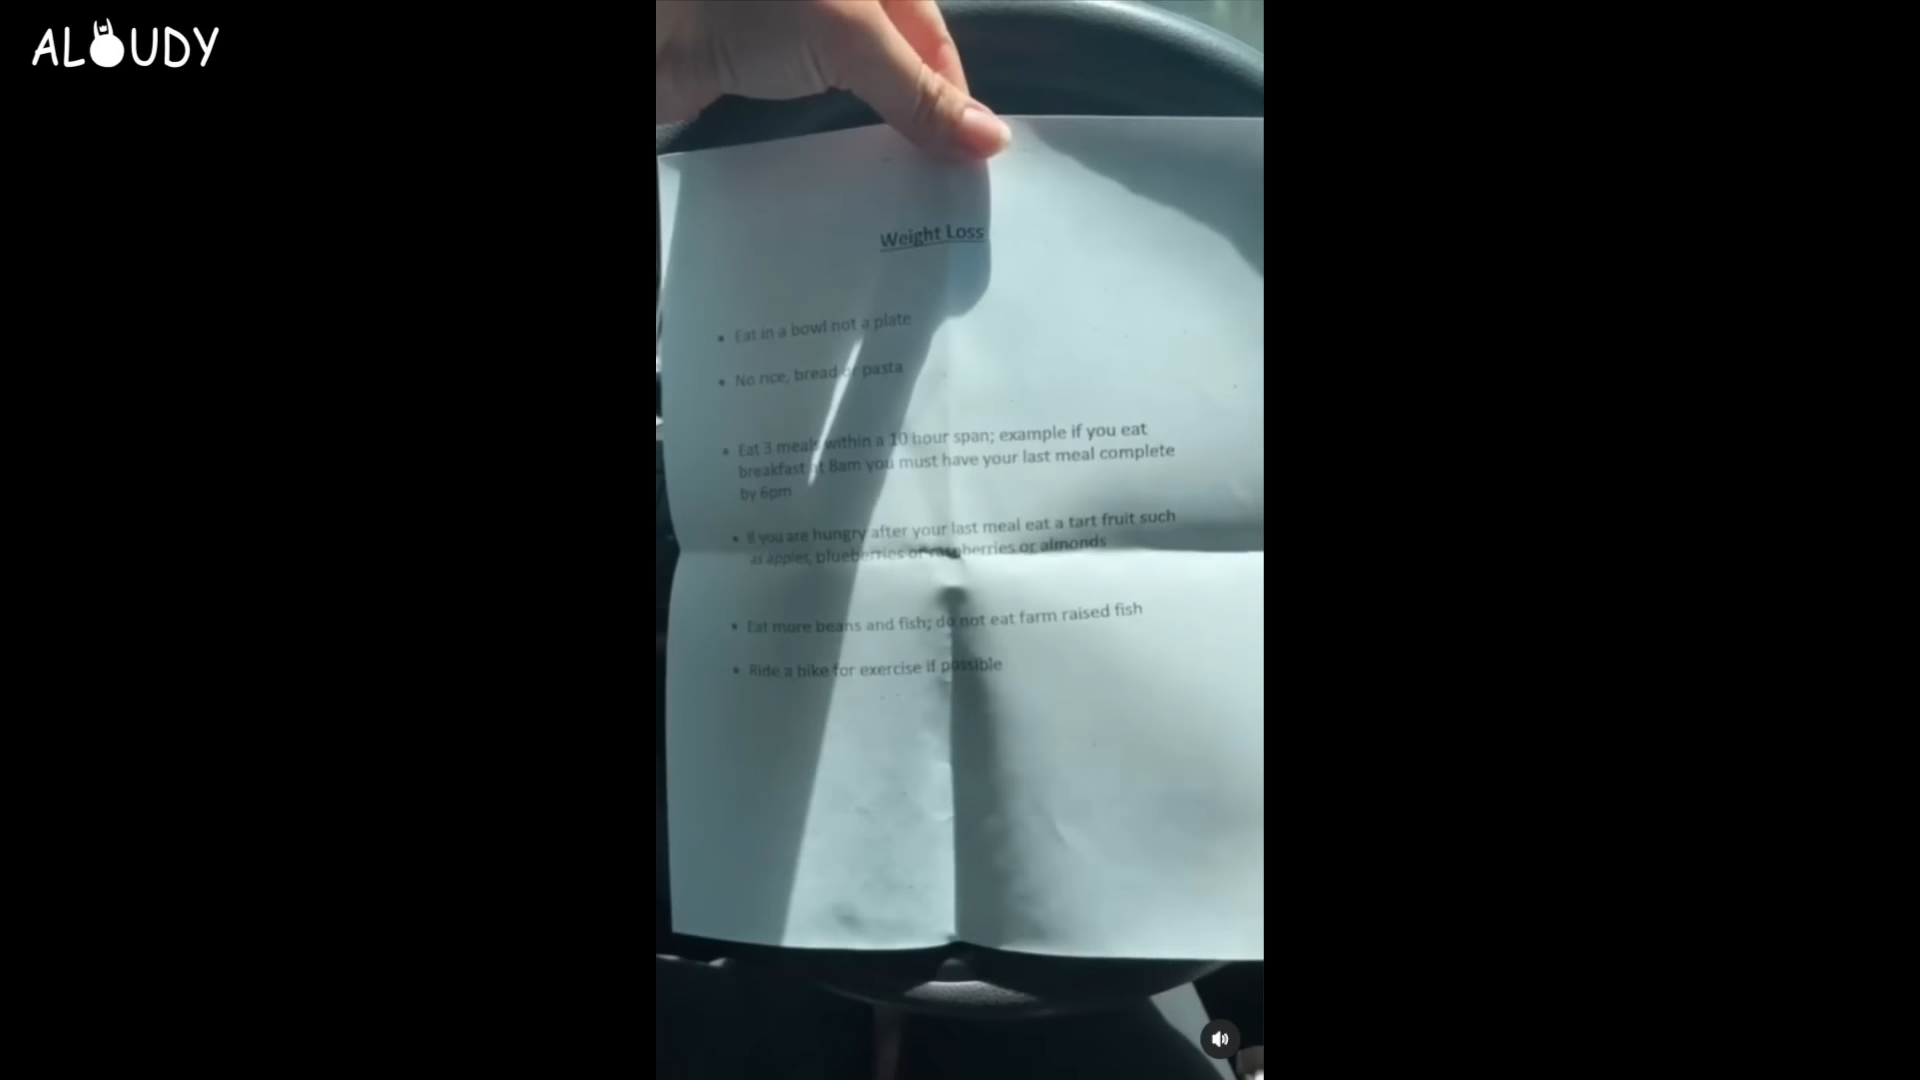 ALOUDY
Weight Loss
• Eat in a bowl not a plate
• No rice, bread or pasta
• Eat 3 meals within a 10 hour span; example if you eat
breakfast at 8am you must have your last meal complete
by 6pm
• If you are hungry after your last meal eat a tart fruit such
as apples, blueberries or raspberries or almonds
• Eat more beans and fish; do not eat farm raised fish
• Ride a bike for exercise if possible